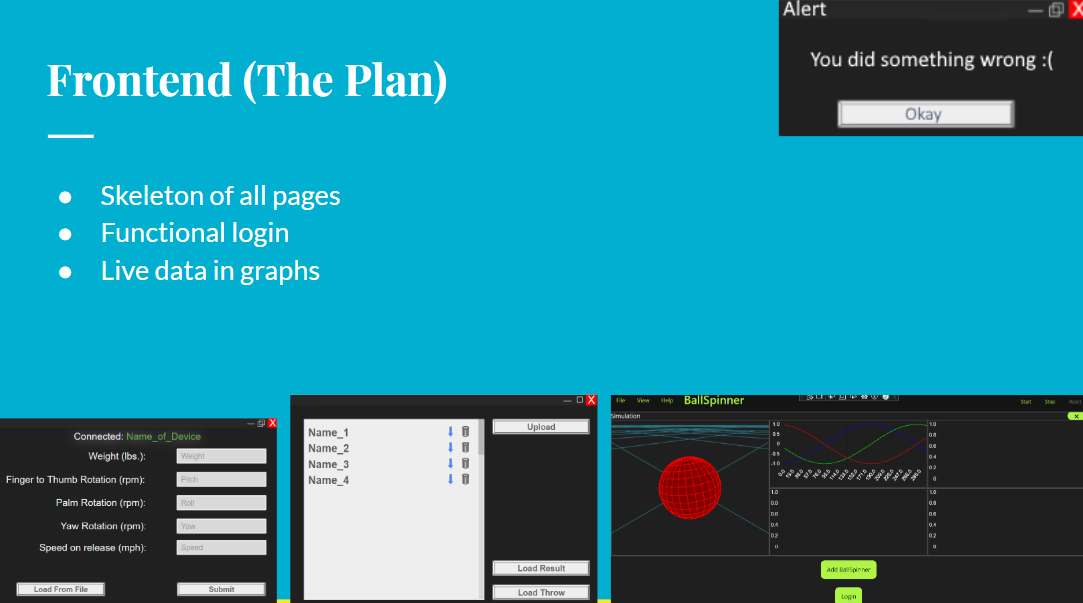 Alert
X
You did something wrong :(
Okay
Frontend (The Plan)
● Skeleton of all pages
● Functional login
● Live data in graphs
X
Connected: Name_of_Device
Weight (lbs.): Weight
Finger to Thumb Rotation (rpm): Pitch
Palm Rotation (rpm): Roll
Yaw Rotation (rpm): Yaw
Speed on release (mph): Speed
Load From File Submit
X
Name_1
Name_2
Name_3
Name_4
Upload
Load Result
Load Throw
File View Help BallSpinner Start Stop Reset
Simulation
1.0
0.5
0
-0.5
-1.0
1.0
0.8
0.6
0.4
0.2
0
1.0
0.8
0.6
0.4
0.2
0
1.0
0.8
0.6
0.4
0.2
0
Add BallSpinner
Login